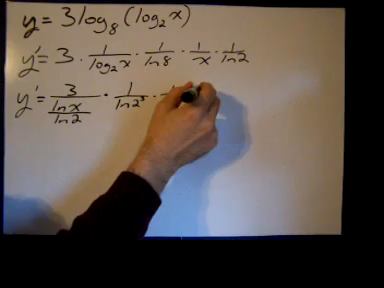 y = 3log₈(log₂x)
y' = 3 · 1/log₂x · 1/ln8 · 1/x · 1/ln2
y' = 3/(lnx/ln2) · 1/ln2³ ·